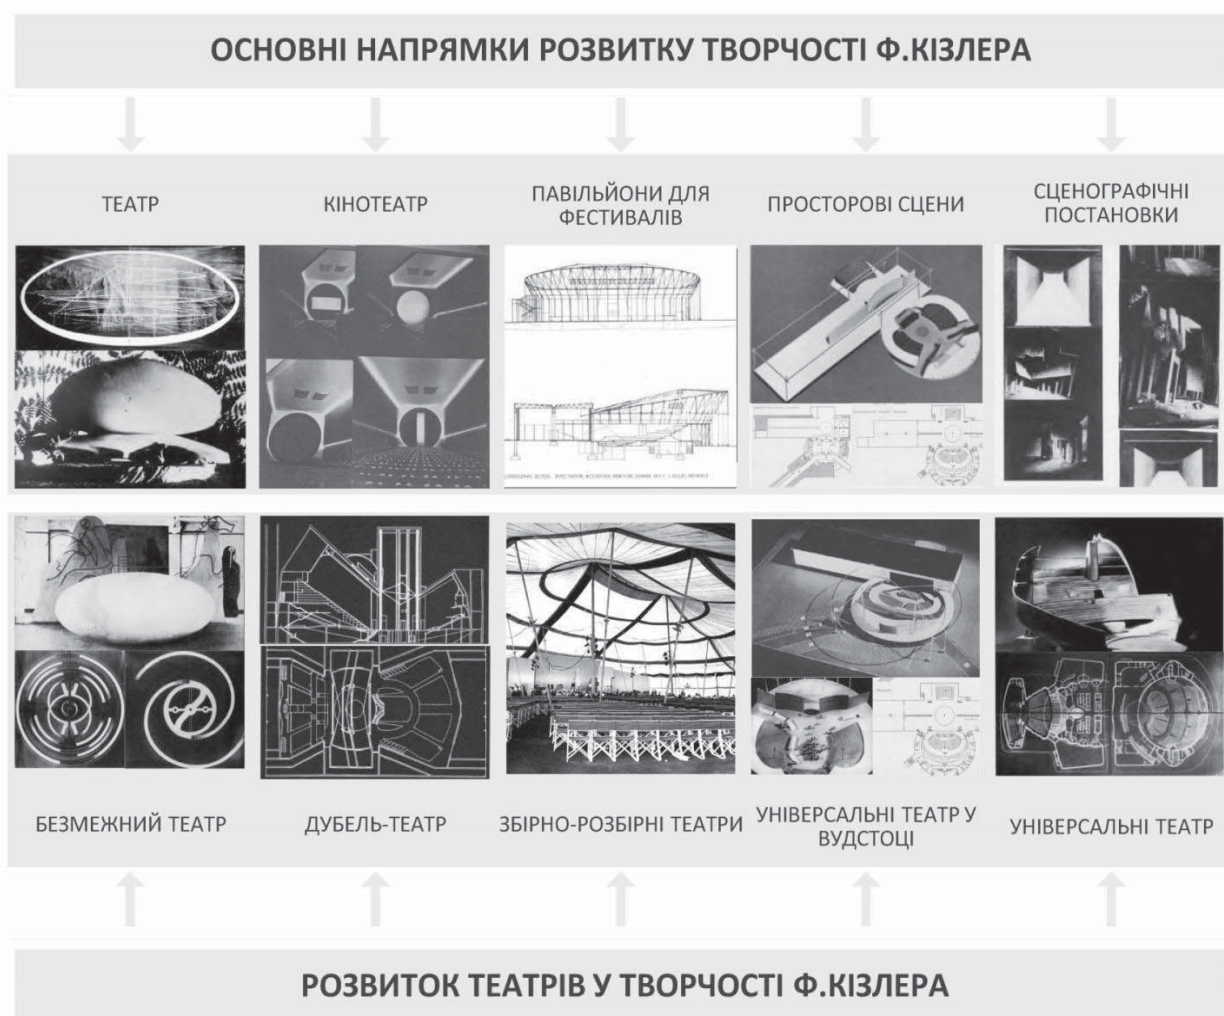 ОСНОВНІ НАПРЯМКИ РОЗВИТКУ ТВОРЧОСТІ Ф.КІЗЛЕРА
ТЕАТР
КІНОТЕАТР
ПАВІЛЬЙОНИ ДЛЯ
ФЕСТИВАЛІВ
ПРОСТОРОВІ СЦЕНИ
СЦЕНОГРАФІЧНІ
ПОСТАНОВКИ
БЕЗМЕЖНИЙ ТЕАТР
ДУБЕЛЬ-ТЕАТР
ЗБІРНО-РОЗБІРНІ ТЕАТРИ
УНІВЕРСАЛЬНІ ТЕАТР У
ВУДСТОЦІ
УНІВЕРСАЛЬНІ ТЕАТР
РОЗВИТОК ТЕАТРІВ У ТВОРЧОСТІ Ф.КІЗЛЕРА